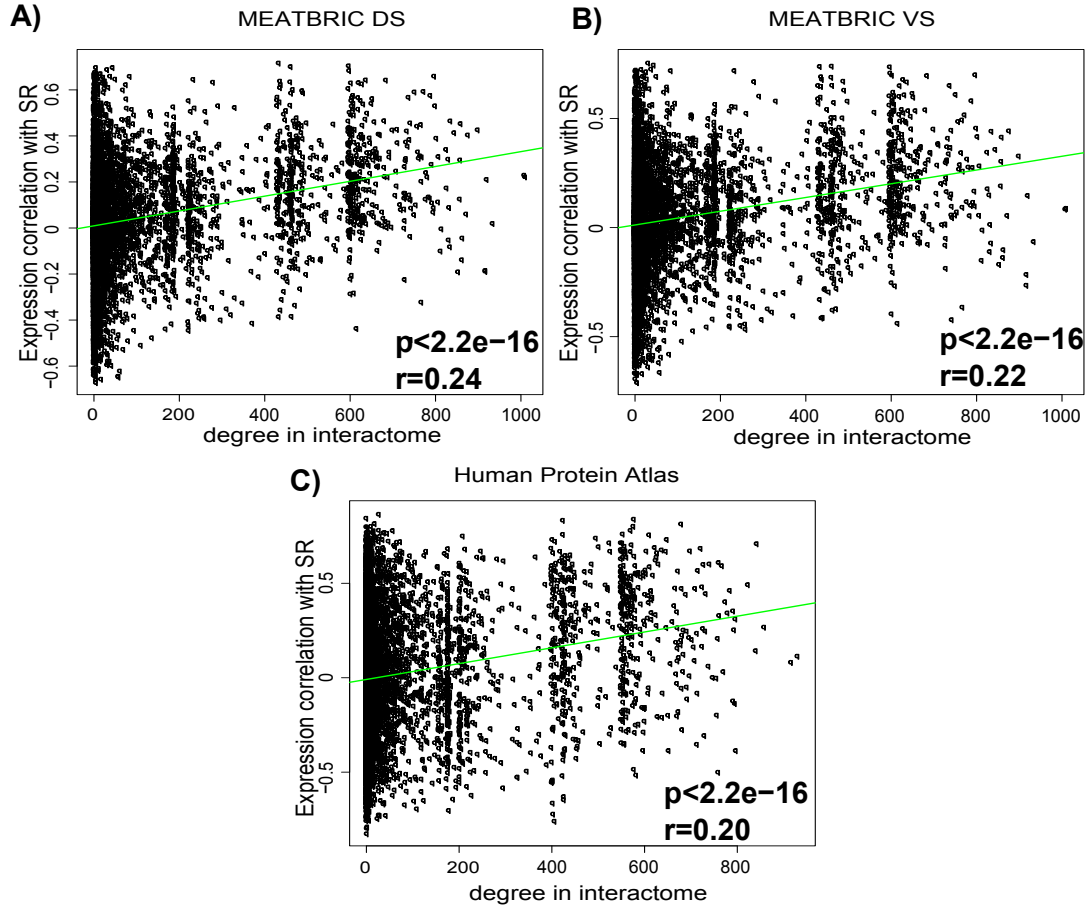 A)
MEATBRIC DS
Expression correlation with SR
0.6
0.4
0.2
0
−0.2
−0.4
−0.6
p<2.2e−16
r=0.24
0 200 400 600 800 1000
degree in interactome
B)
MEATBRIC VS
Expression correlation with SR
0.5
0
−0.5
p<2.2e−16
r=0.22
0 200 400 600 800 1000
degree in interactome
C)
Human Protein Atlas
Expression correlation with SR
0.5
0
−0.5
p<2.2e−16
r=0.20
0 200 400 600 800
degree in interactome